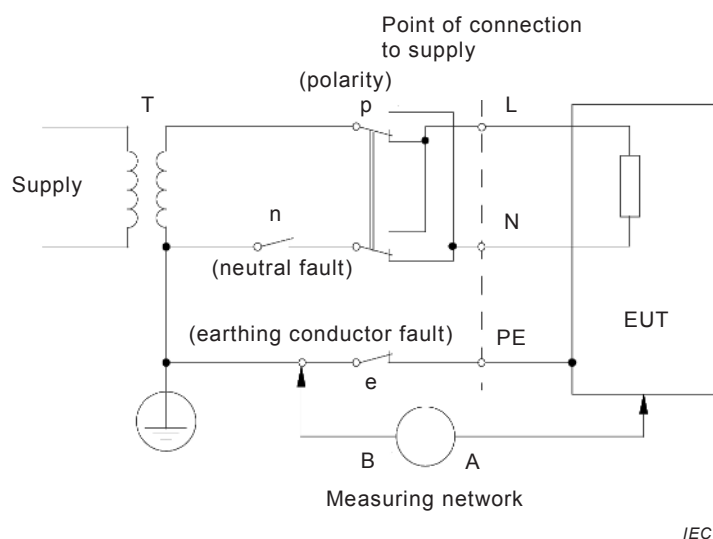 Point of connection
to supply
(polarity)
T
p
L
Supply
n
N
(neutral fault)
EUT
(earthing conductor fault)
PE
e
B
A
Measuring network
IEC